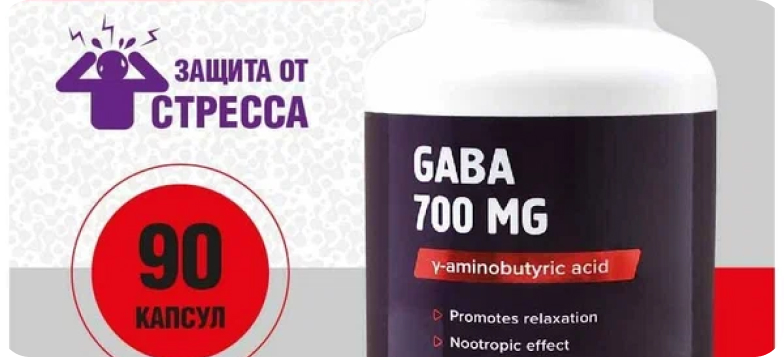 ЗАЩИТА ОТ
СТРЕССА
90
КАПСУЛ
GABA
700 MG
γ-aminobutyric acid
▷ Promotes relaxation
▷ Nootropic effect